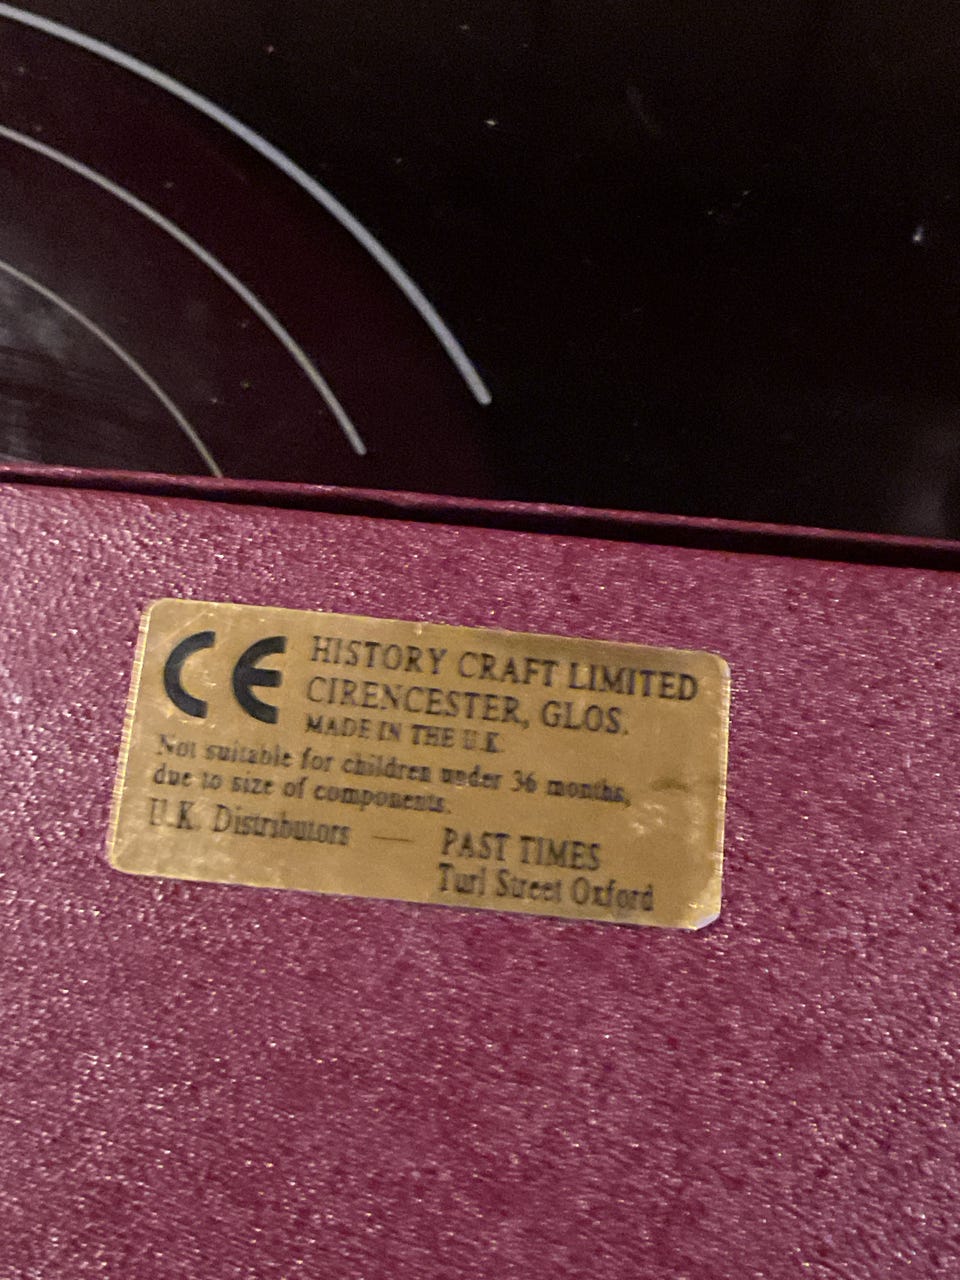 CE HISTORY CRAFT LIMITED
CIRENCESTER, GLOS.
MADE IN THE U.K.
Not suitable for children under 36 months,
due to size of components.
U.K. Distributors — PAST TIMES
Turl Street Oxford